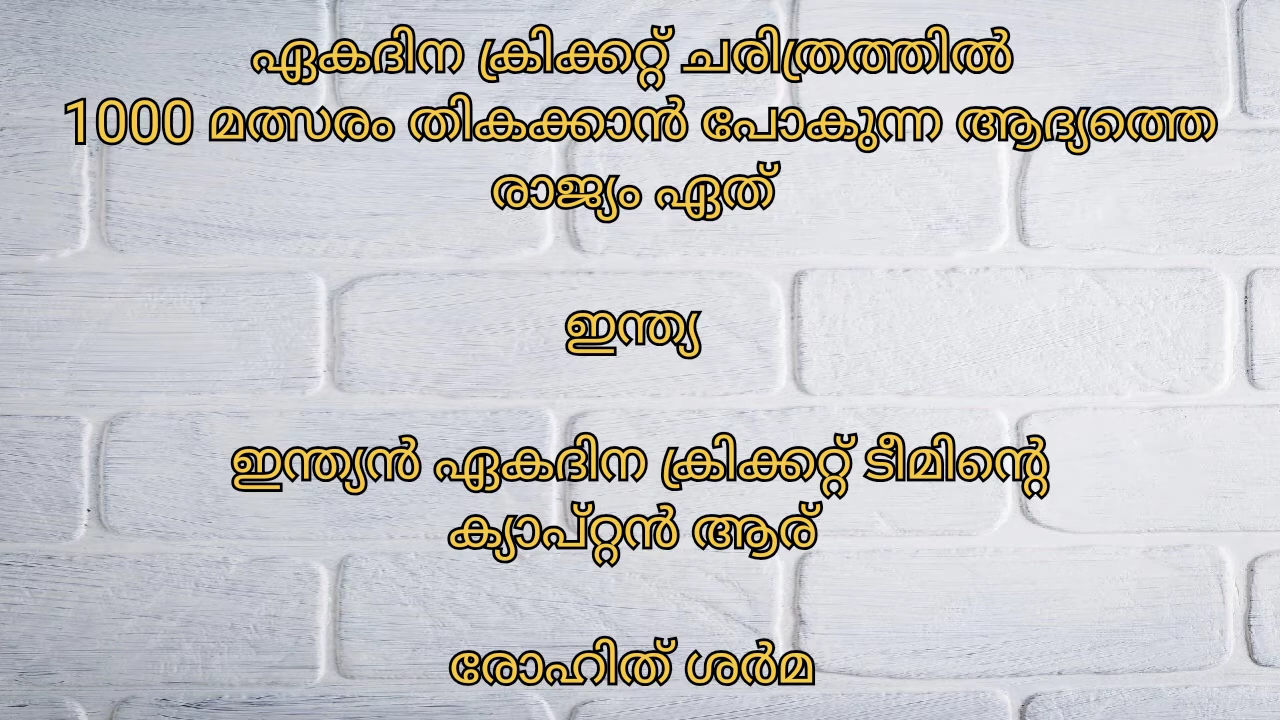 ഏകദിന ക്രിക്കറ്റ് ചരിത്രത്തിൽ
1000 മത്സരം തികക്കാൻ പോകുന്ന ആദ്യത്തെ
രാജ്യം ഏത്
ഇന്ത്യ
ഇന്ത്യൻ ഏകദിന ക്രിക്കറ്റ് ടീമിന്റെ
ക്യാപ്റ്റൻ ആര്
രോഹിത് ശർമ